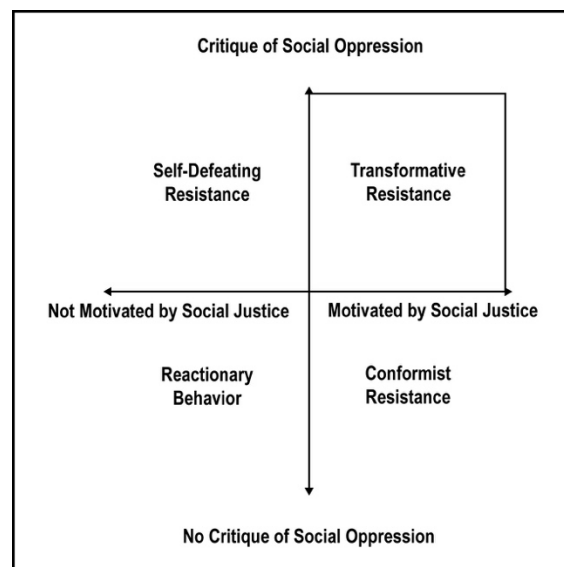 Critique of Social Oppression
Self-Defeating
Resistance
Transformative
Resistance
Not Motivated by Social Justice
Motivated by Social Justice
Reactionary
Behavior
Conformist
Resistance
No Critique of Social Oppression